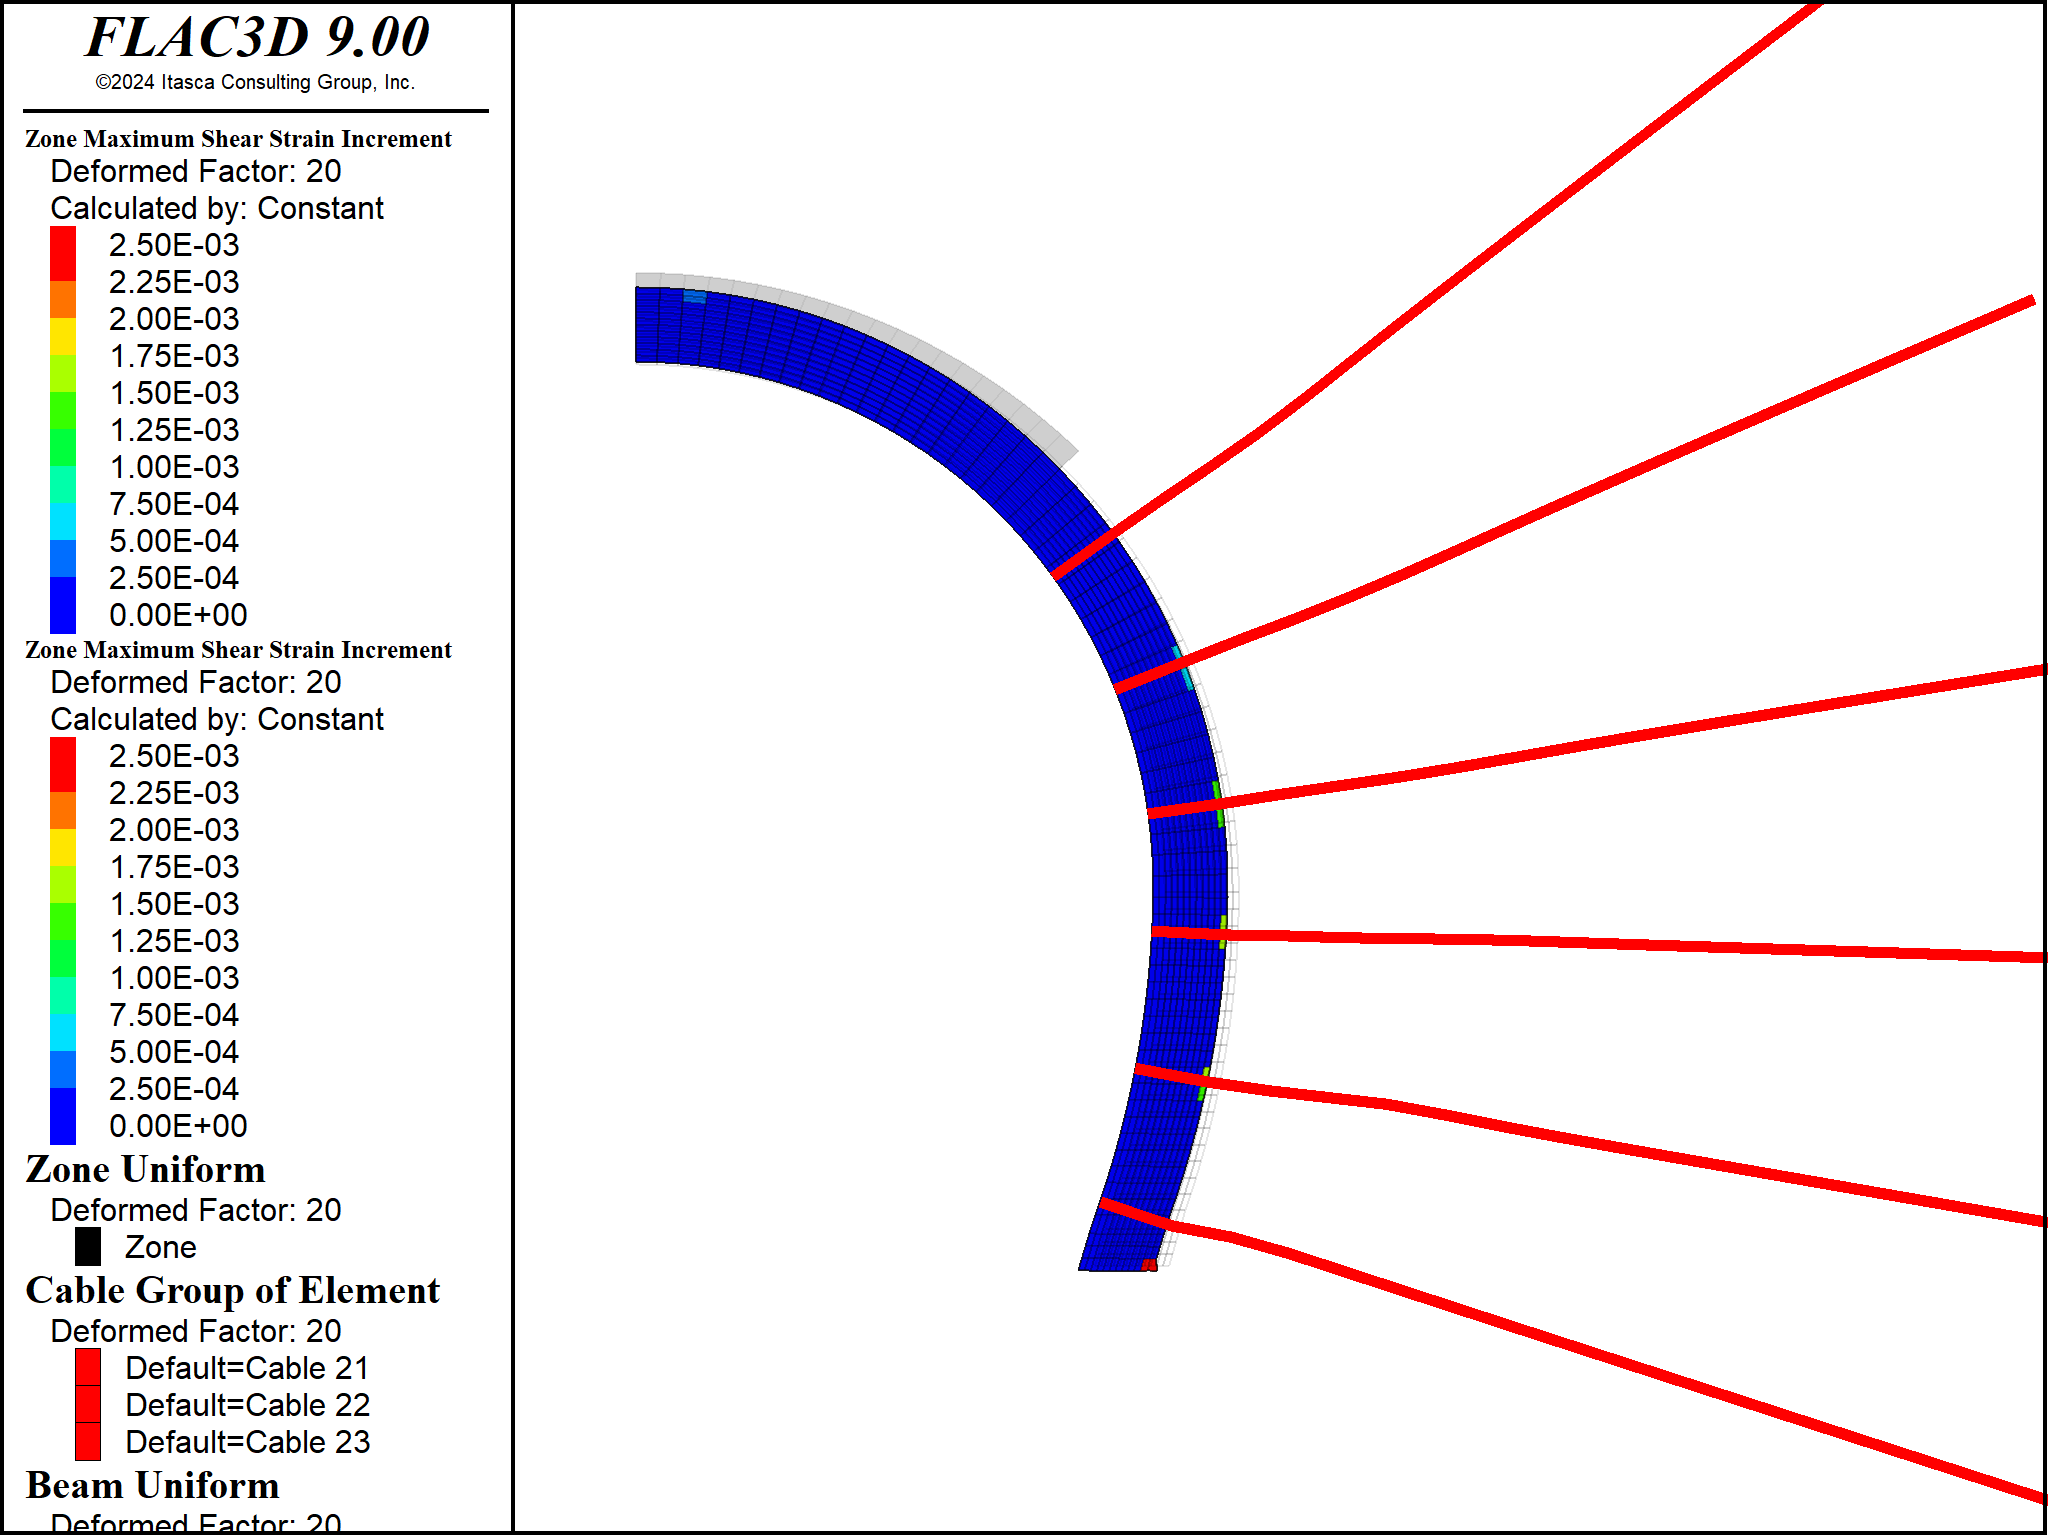 FLAC3D 9.00
©2024 Itasca Consulting Group, Inc.
Zone Maximum Shear Strain Increment
Deformed Factor: 20
Calculated by: Constant
2.50E-03
2.25E-03
2.00E-03
1.75E-03
1.50E-03
1.25E-03
1.00E-03
7.50E-04
5.00E-04
2.50E-04
0.00E+00
Zone Maximum Shear Strain Increment
Deformed Factor: 20
Calculated by: Constant
2.50E-03
2.25E-03
2.00E-03
1.75E-03
1.50E-03
1.25E-03
1.00E-03
7.50E-04
5.00E-04
2.50E-04
0.00E+00
Zone Uniform
Deformed Factor: 20
Zone
Cable Group of Element
Deformed Factor: 20
Default=Cable 21
Default=Cable 22
Default=Cable 23
Beam Uniform
Deformed Factor: 20